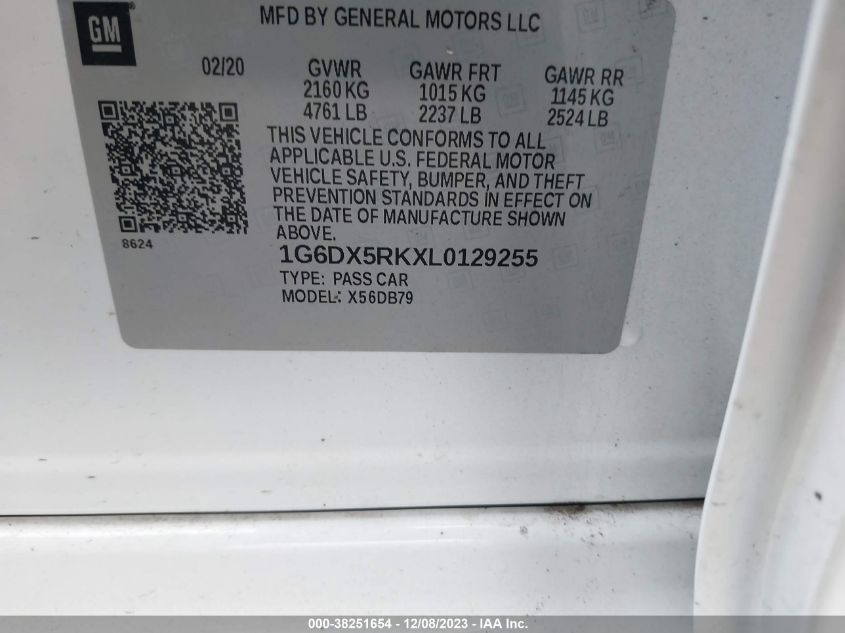 MFD BY GENERAL MOTORS LLC
GM
02/20 GVWR GAWR FRT GAWR RR
2160 KG 1015 KG 1145 KG
4761 LB 2237 LB 2524 LB
THIS VEHICLE CONFORMS TO ALL
APPLICABLE U.S. FEDERAL MOTOR
VEHICLE SAFETY, BUMPER, AND THEFT
PREVENTION STANDARDS IN EFFECT ON
THE DATE OF MANUFACTURE SHOWN
ABOVE.
8624
1G6DX5RKXL0129255
TYPE: PASS CAR
MODEL: X56DB79
000-38251654 - 12/08/2023 - IAA Inc.